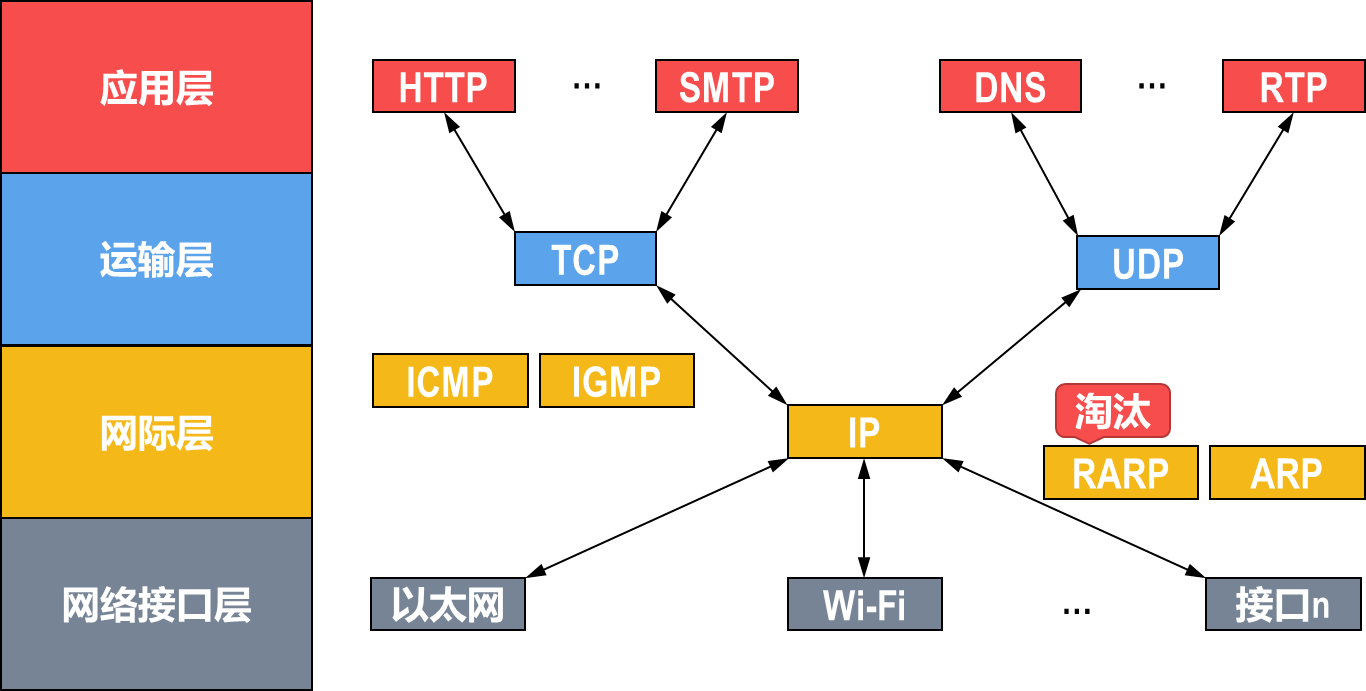 应用层
HTTP
...
SMTP
DNS
...
RTP
运输层
TCP
UDP
网际层
ICMP
IGMP
IP
淘汰
RARP
ARP
网络接口层
以太网
Wi-Fi
...
接口n